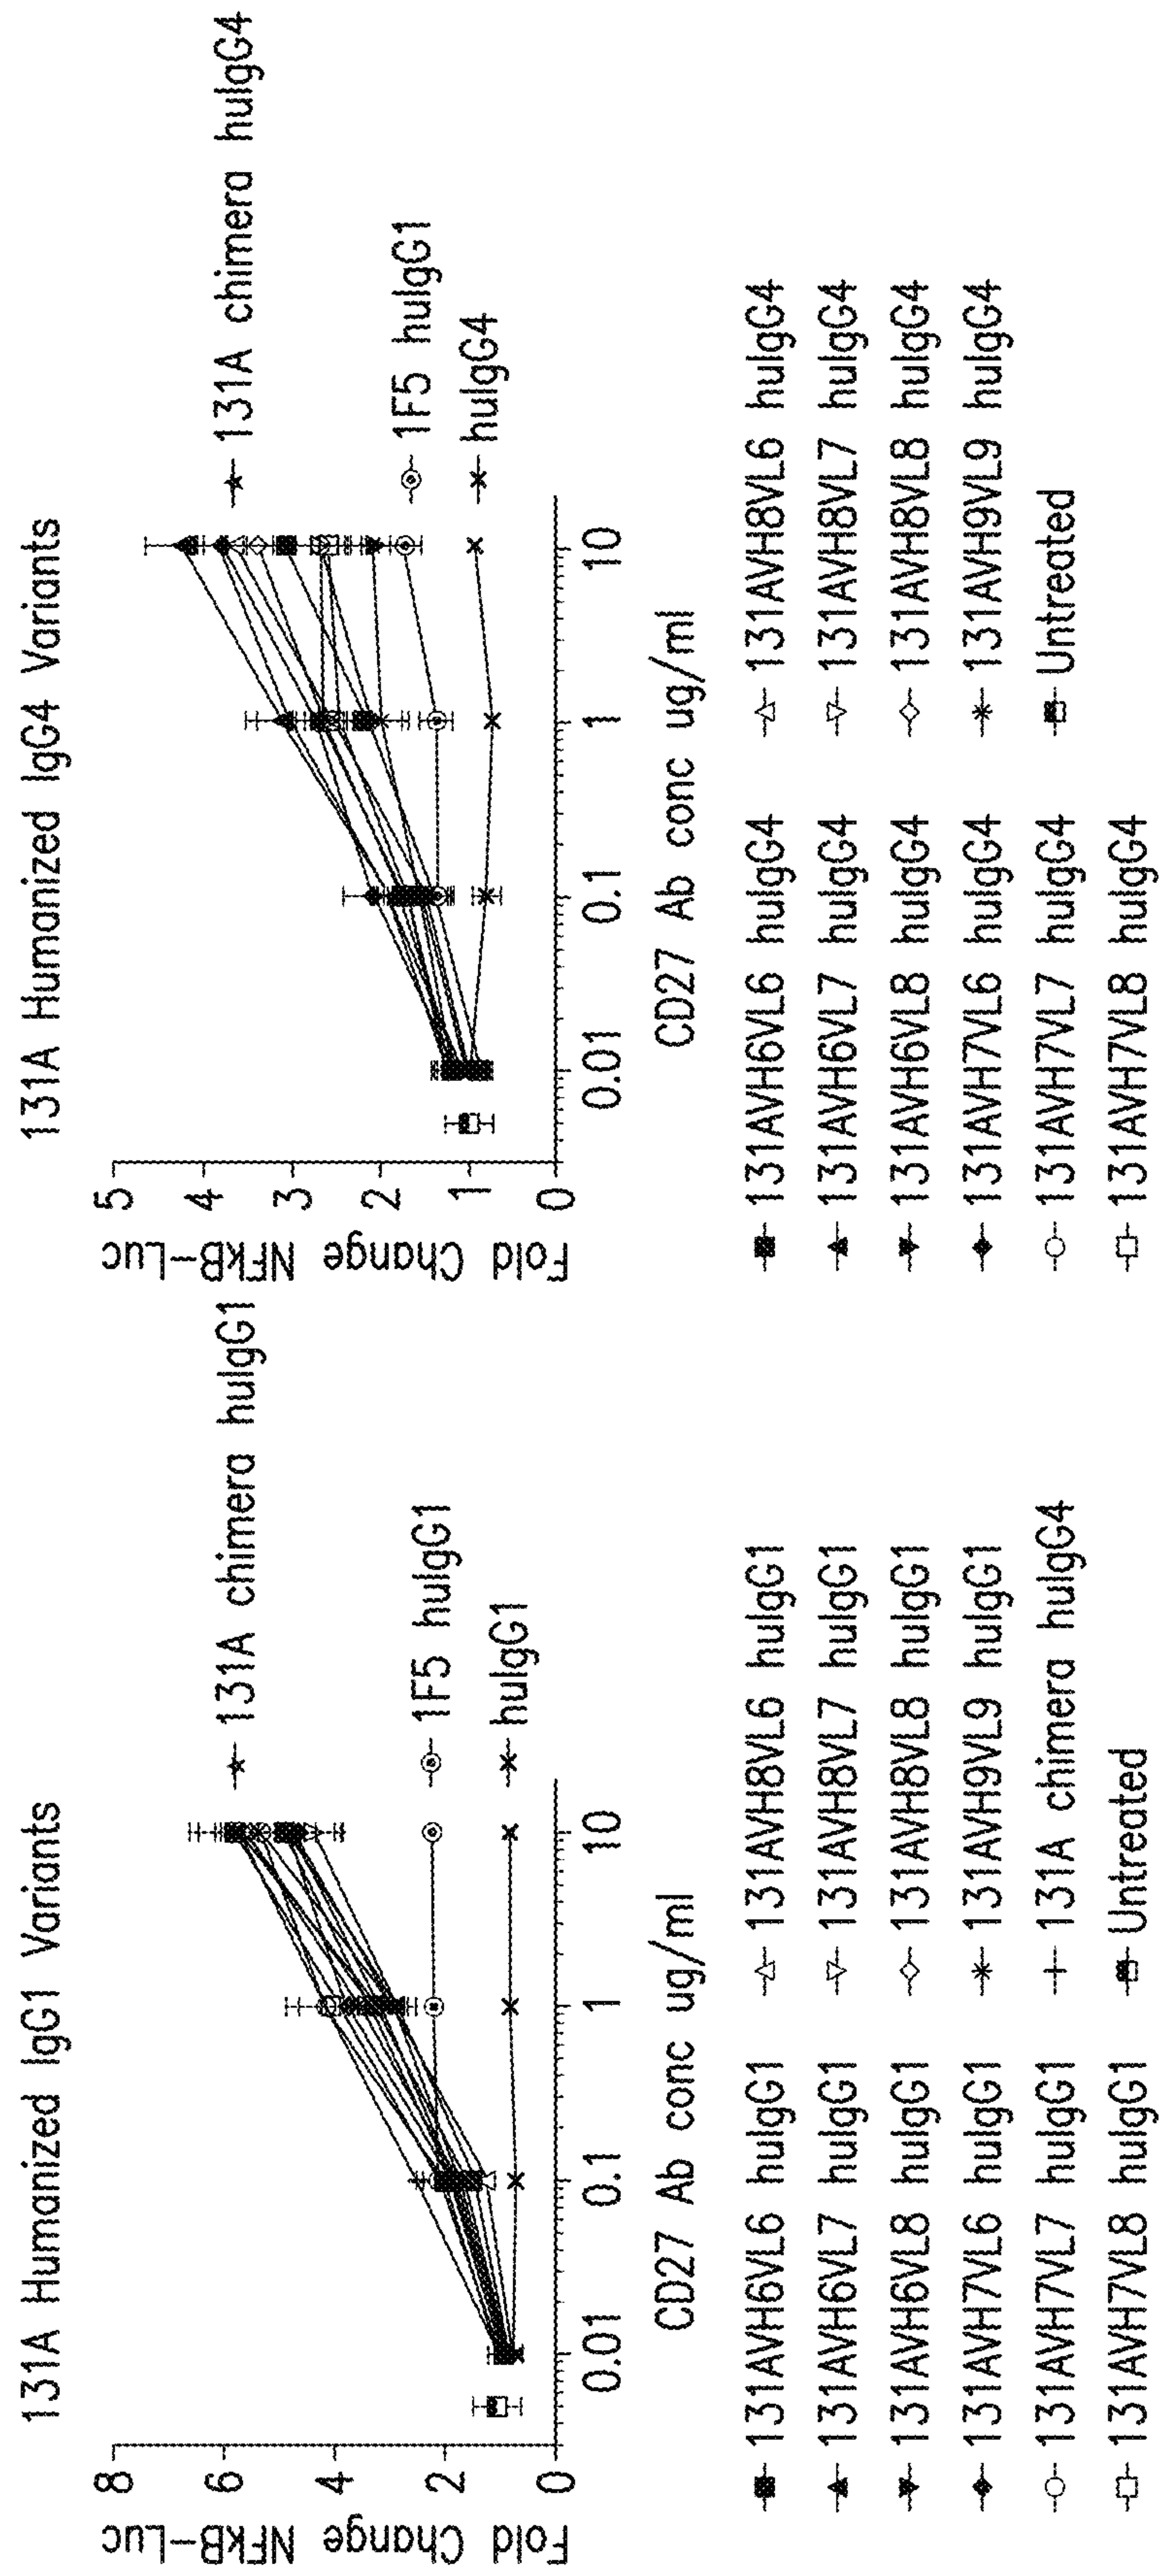 131A Humanized IgG1 Variants
Fold Change NFkB-Luc
8
6
4
2
0
0.01
0.1
1
10
CD27 Ab conc ug/ml
131A chimera huIgG1
1F5 huIgG1
huIgG1
131AVH6VL6 huIgG1
131AVH6VL7 huIgG1
131AVH6VL8 huIgG1
131AVH7VL6 huIgG1
131AVH7VL7 huIgG1
131AVH7VL8 huIgG1
131AVH8VL6 huIgG1
131AVH8VL7 huIgG1
131AVH8VL8 huIgG1
131AVH9VL9 huIgG1
131A chimera huIgG4
Untreated
131A Humanized IgG4 Variants
Fold Change NFkB-Luc
5
4
3
2
1
0
0.01
0.1
1
10
CD27 Ab conc ug/ml
131A chimera huIgG4
1F5 huIgG1
huIgG4
131AVH6VL6 huIgG4
131AVH6VL7 huIgG4
131AVH6VL8 huIgG4
131AVH7VL6 huIgG4
131AVH7VL7 huIgG4
131AVH7VL8 huIgG4
131AVH8VL6 huIgG4
131AVH8VL7 huIgG4
131AVH8VL8 huIgG4
131AVH9VL9 huIgG4
Untreated